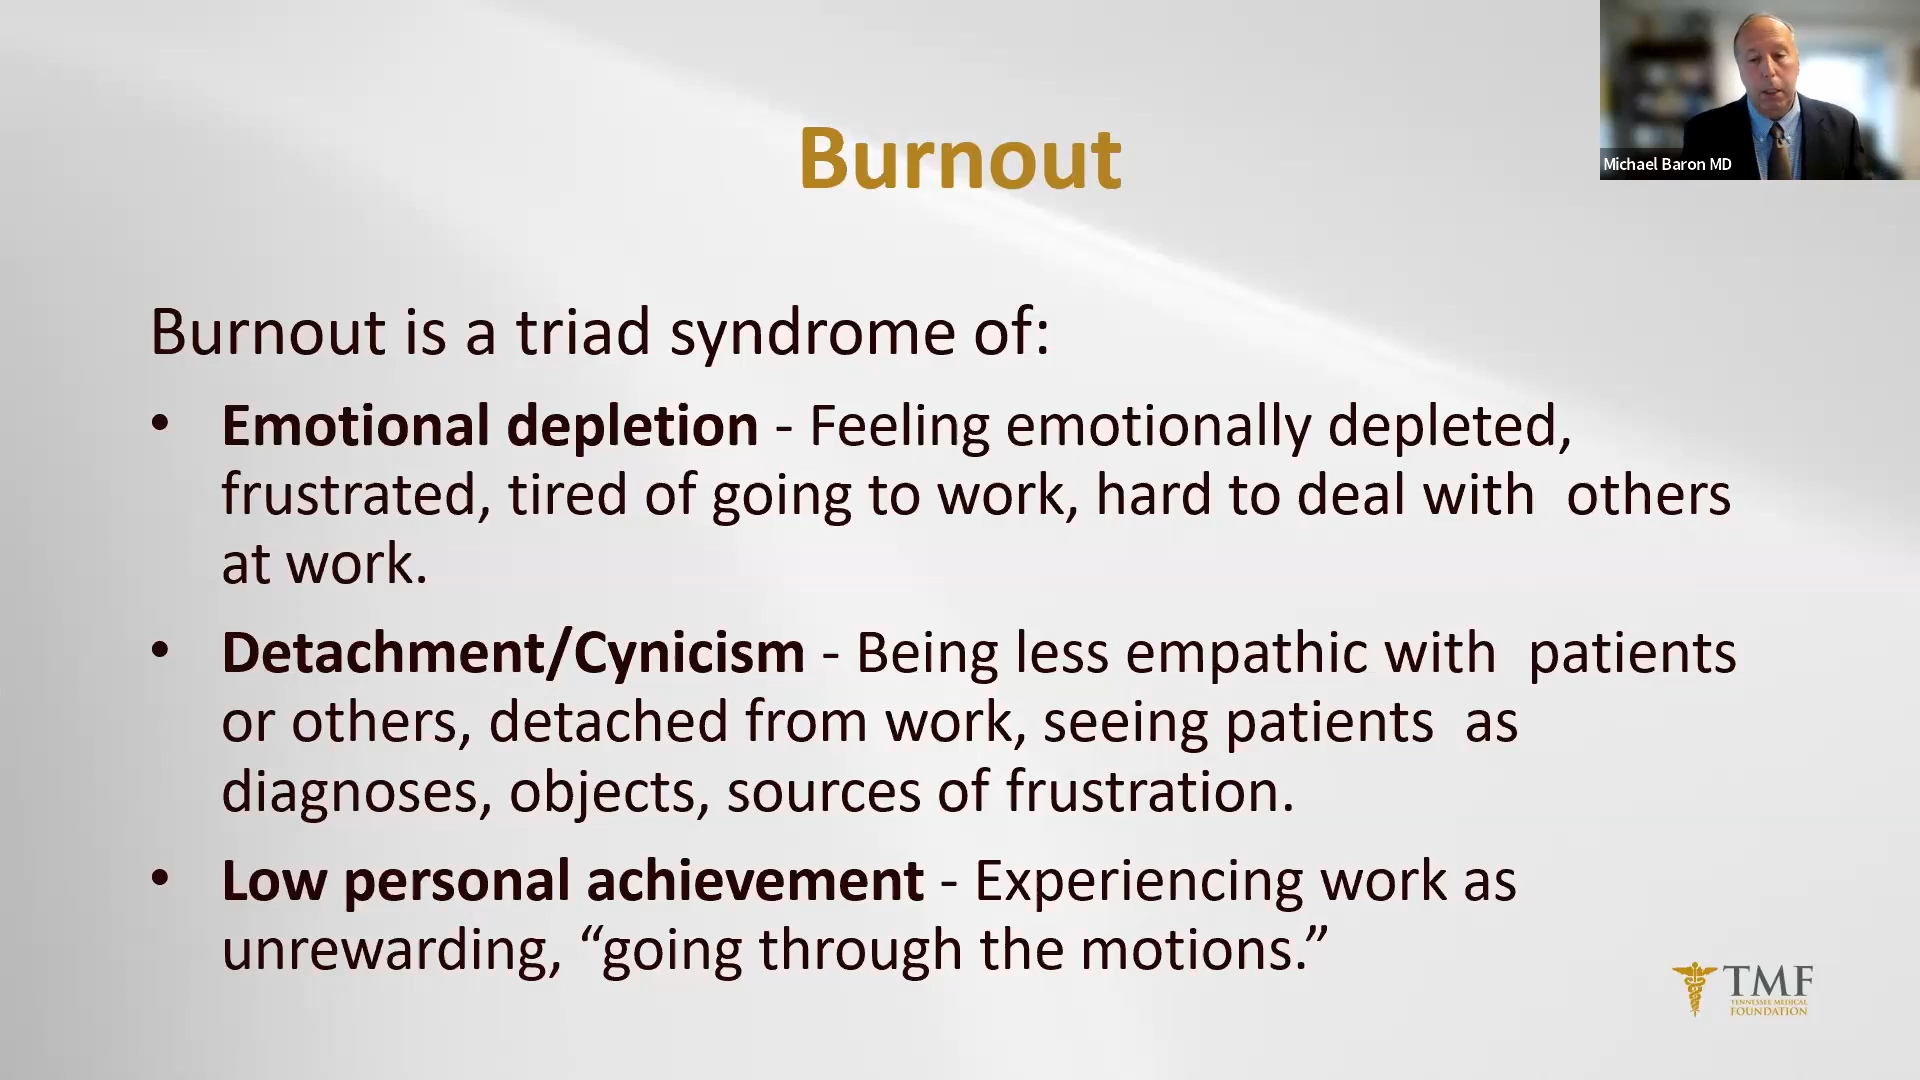 Burnout
Michael Baron MD
Burnout is a triad syndrome of:
• Emotional depletion - Feeling emotionally depleted,
frustrated, tired of going to work, hard to deal with  others
at work.
• Detachment/Cynicism - Being less empathic with  patients
or others, detached from work, seeing patients  as
diagnoses, objects, sources of frustration.
• Low personal achievement - Experiencing work as
unrewarding, “going through the motions.”
TMF
TENNESSEE MEDICAL
FOUNDATION